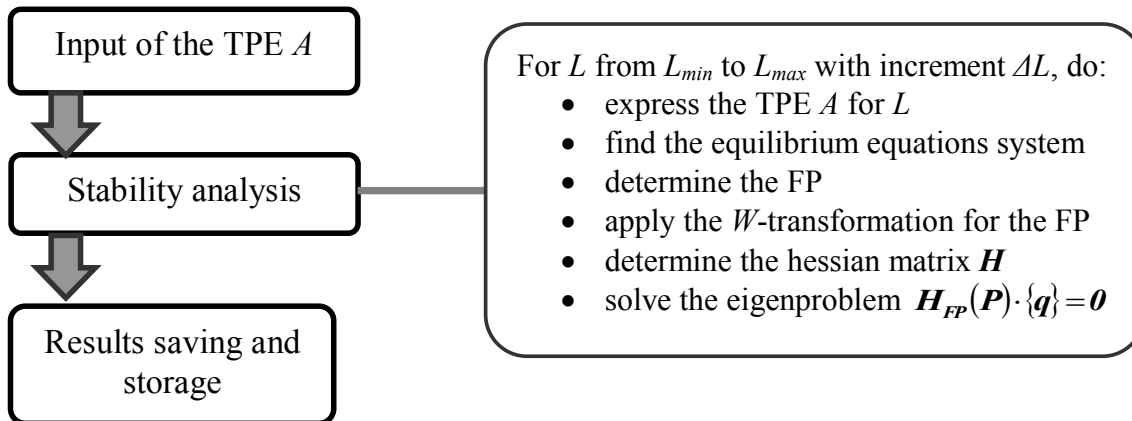 Input of the TPE A
Stability analysis
Results saving and
storage
For L from Lmin to Lmax with increment ΔL, do:
• express the TPE A for L
• find the equilibrium equations system
• determine the FP
• apply the W-transformation for the FP
• determine the hessian matrix H
• solve the eigenproblem H_FP(P)·{q}=0